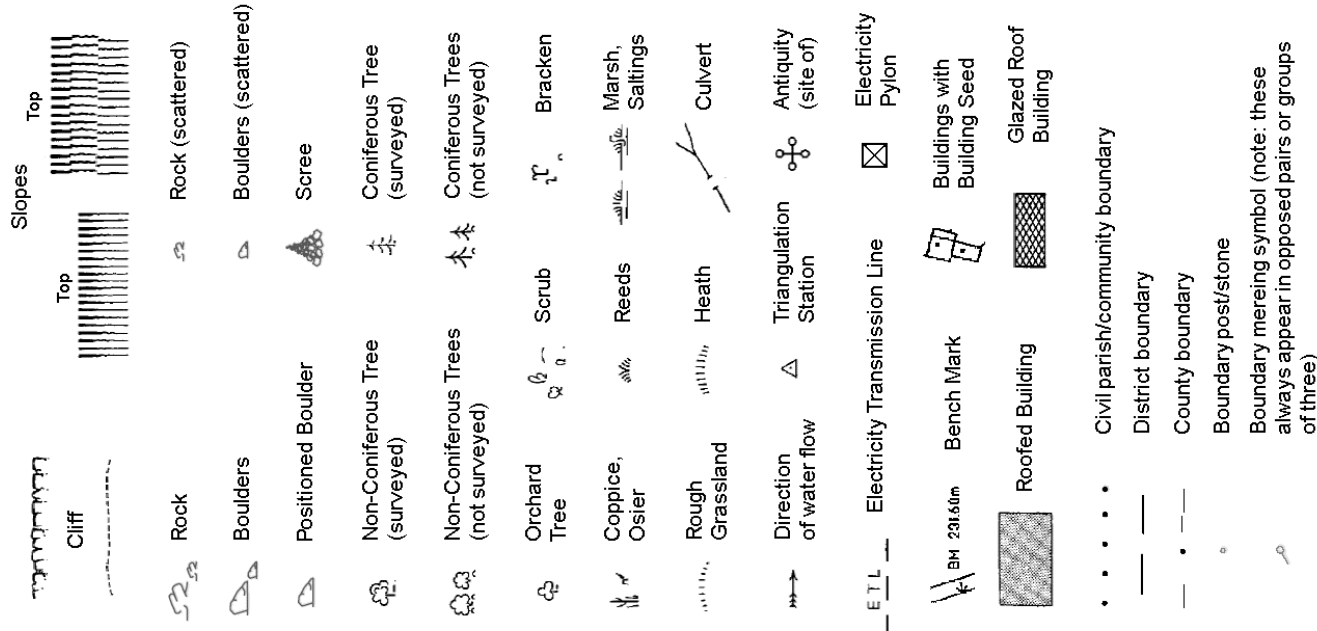 Slopes
Cliff
Top
Top
Rock
Rock (scattered)
Boulders
Boulders (scattered)
Positioned Boulder
Scree
Non-Coniferous Tree
(surveyed)
Coniferous Tree
(surveyed)
Non-Coniferous Trees
(not surveyed)
Coniferous Trees
(not surveyed)
Orchard
Tree
Scrub
Bracken
Coppice,
Osier
Reeds
Marsh,
Saltings
Rough
Grassland
Heath
Culvert
Direction
of water flow
Triangulation
Station
Antiquity
(site of)
E T L
Electricity Transmission Line
Electricity
Pylon
BM 231.60m
Bench Mark
Buildings with
Building Seed
Roofed Building
Glazed Roof
Building
Civil parish/community boundary
District boundary
County boundary
Boundary post/stone
Boundary mereing symbol (note: these
always appear in opposed pairs or groups
of three)